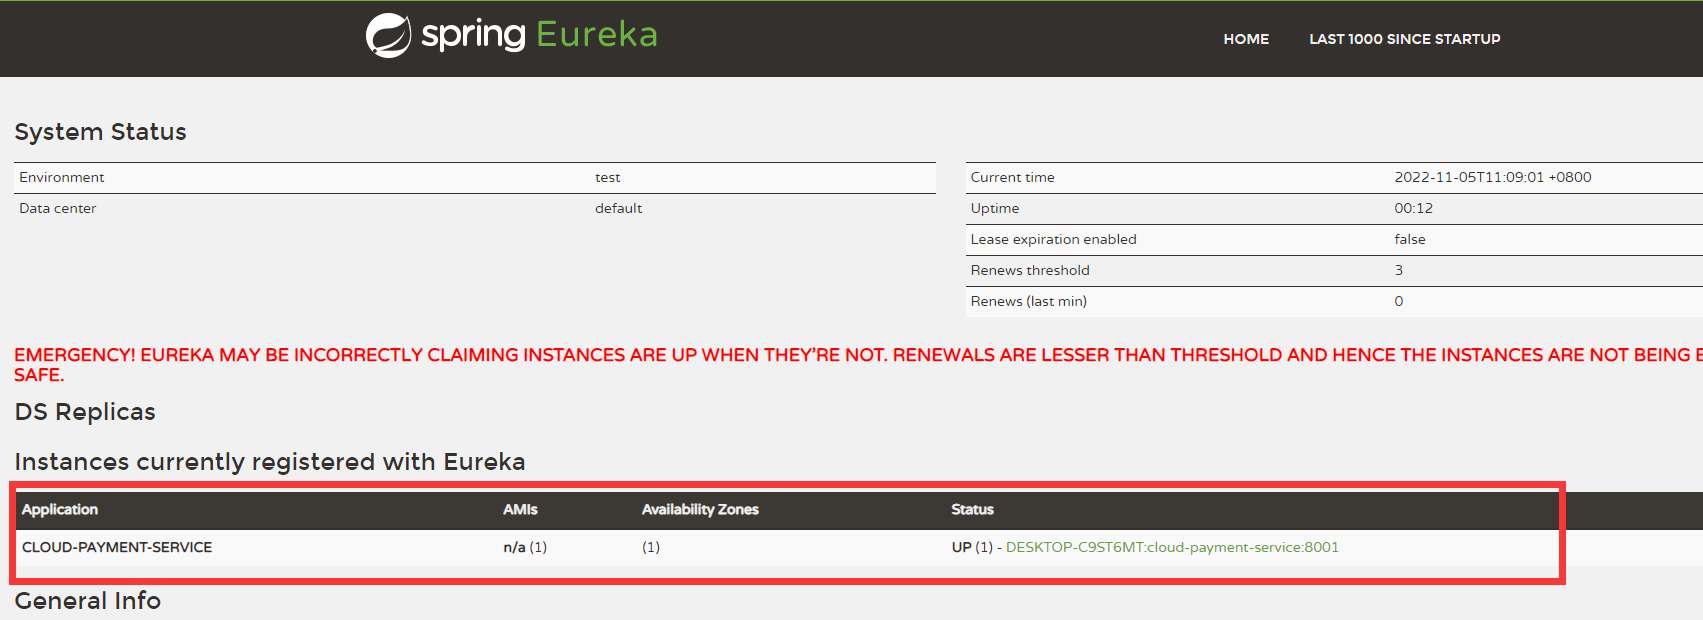 spring Eureka
HOME LAST 1000 SINCE STARTUP
System Status
Environment test
Data center default
Current time 2022-11-05T11:09:01 +0800
Uptime 00:12
Lease expiration enabled false
Renews threshold 3
Renews (last min) 0
EMERGENCY! EUREKA MAY BE INCORRECTLY CLAIMING INSTANCES ARE UP WHEN THEY'RE NOT. RENEWALS ARE LESSER THAN THRESHOLD AND HENCE THE INSTANCES ARE NOT BEING
SAFE.
DS Replicas
Instances currently registered with Eureka
Application AMIs Availability Zones Status
CLOUD-PAYMENT-SERVICE n/a (1) (1) UP (1) - DESKTOP-C9ST6MT:cloud-payment-service:8001
General Info